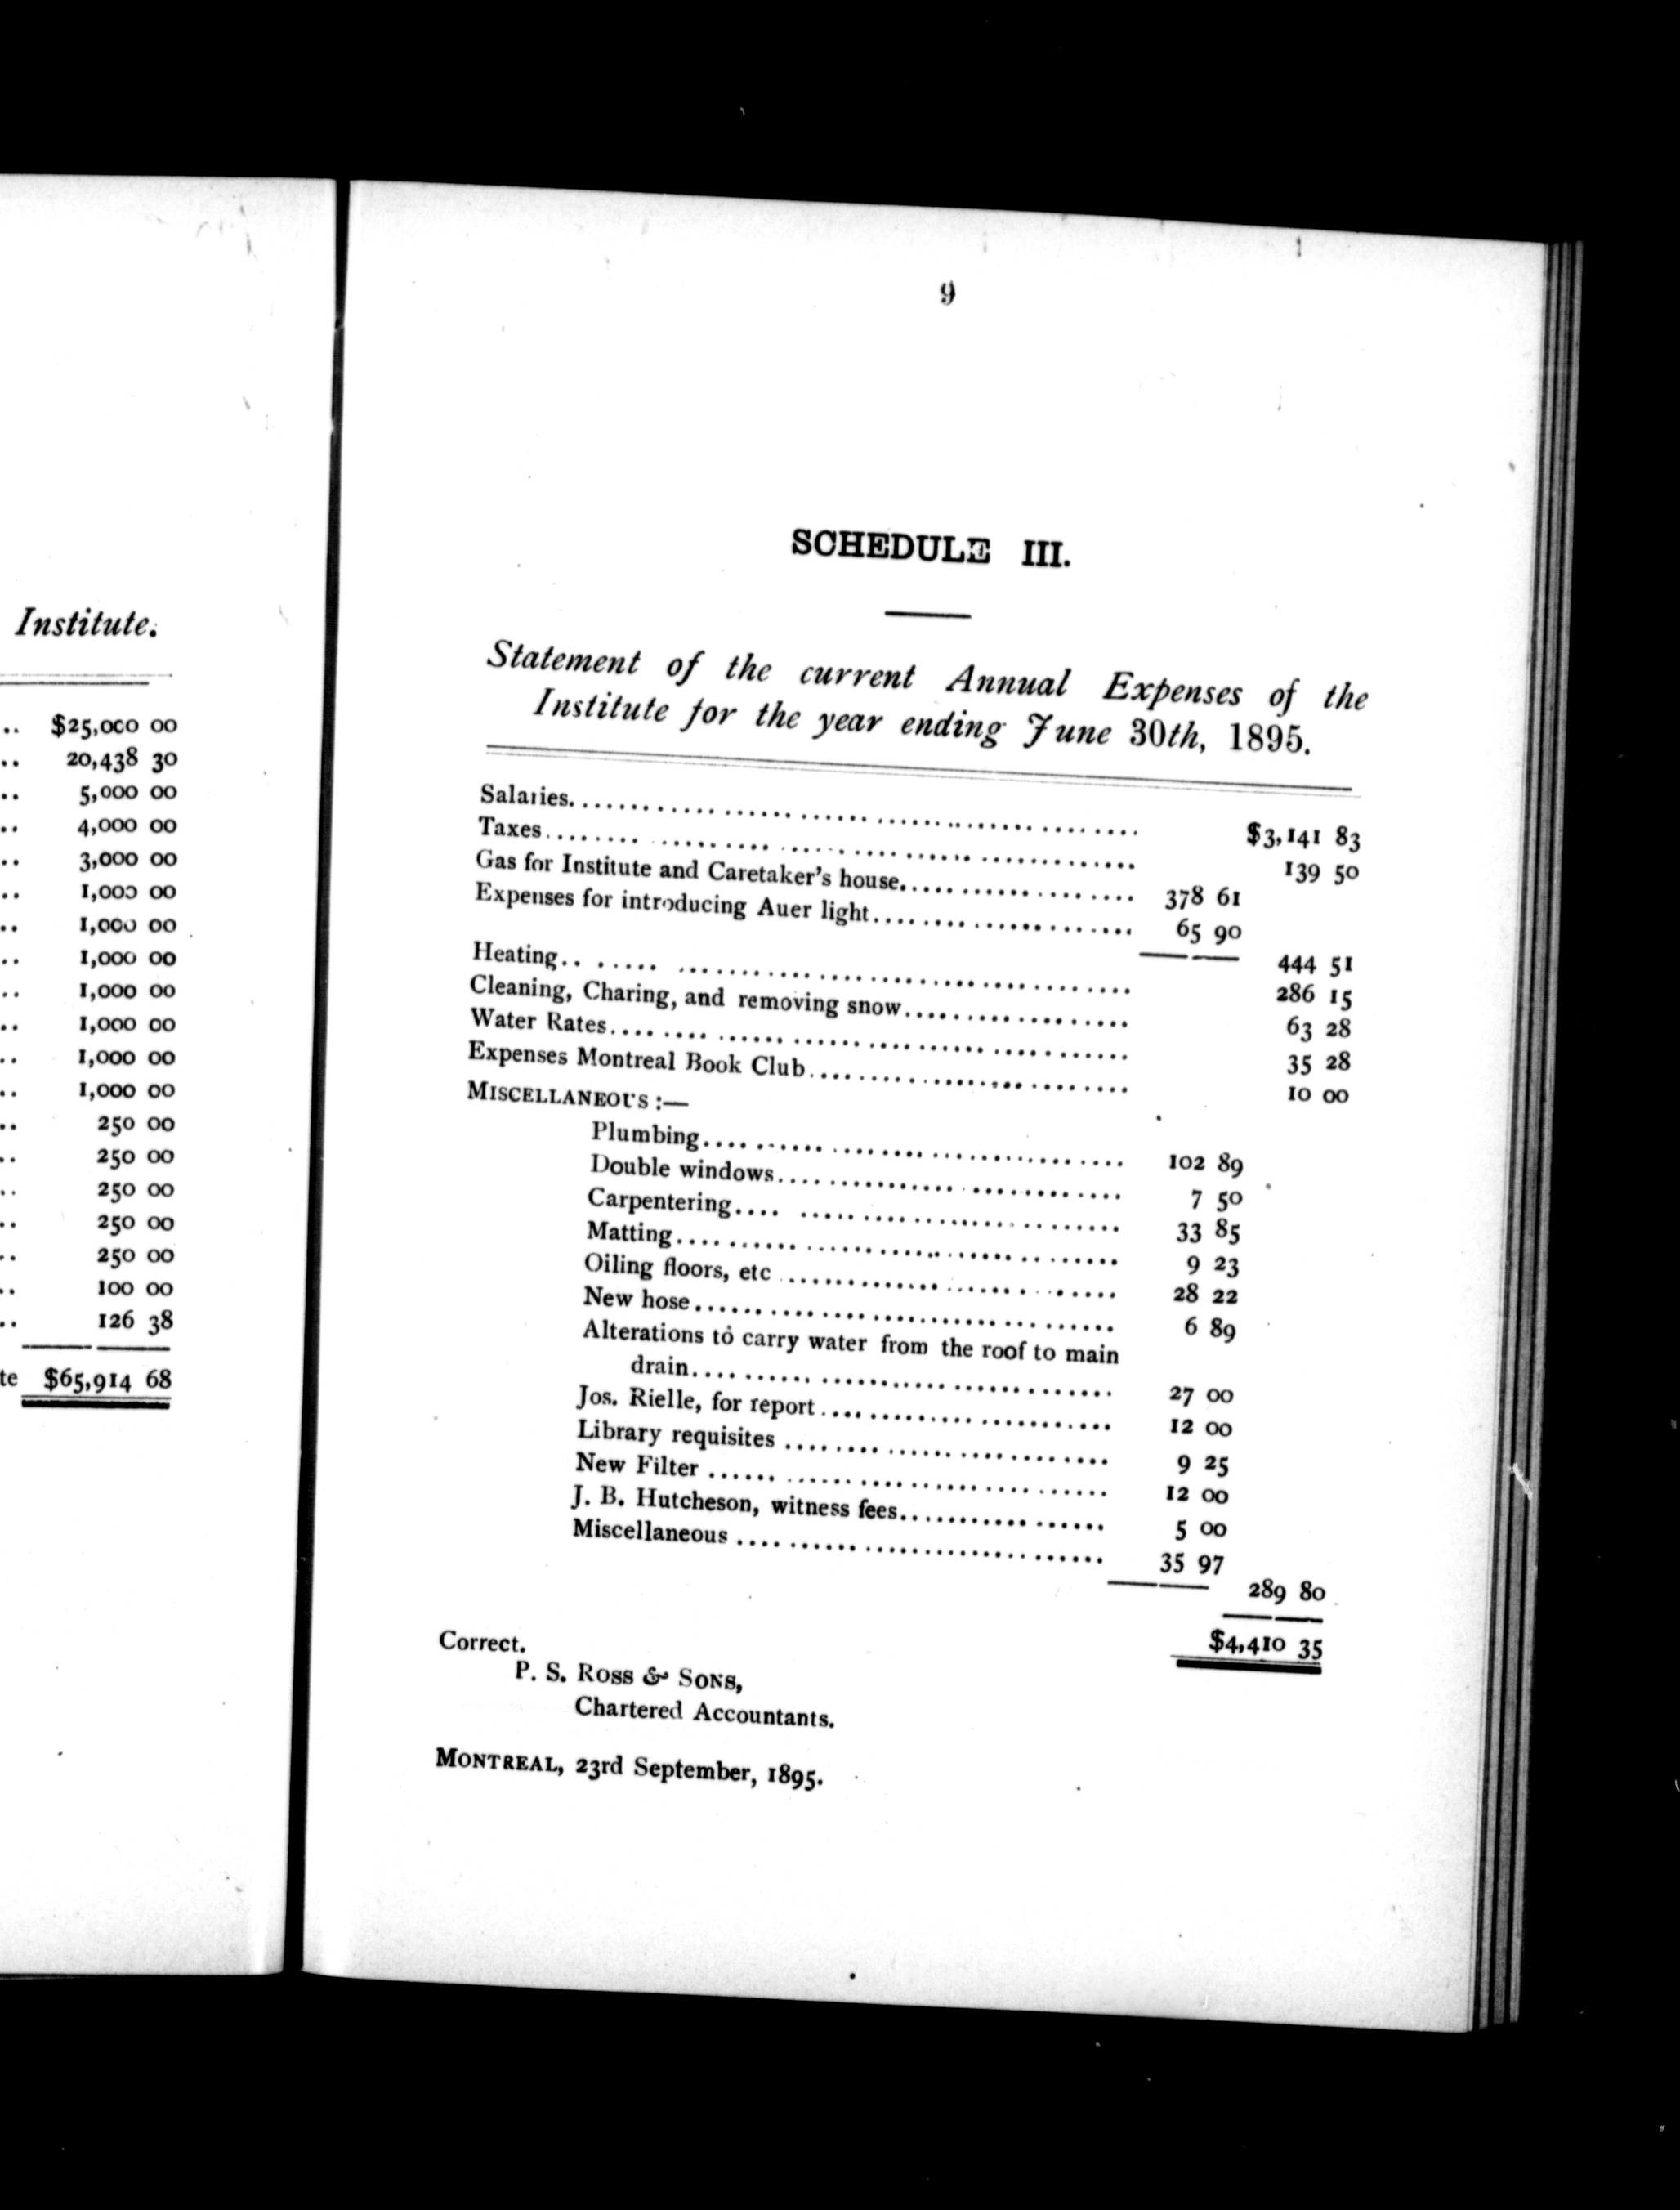 Institute.
.. $25,000 00
.. 20,438 30
.. 5,000 00
.. 4,000 00
.. 3,000 00
.. 1,000 00
.. 1,000 00
.. 1,000 00
.. 1,000 00
.. 1,000 00
.. 1,000 00
.. 1,000 00
.. 250 00
.. 250 00
.. 250 00
.. 250 00
.. 250 00
.. 100 00
.. 126 38
te $65,914 68
9
SCHEDULE III.
Statement of the current Annual Expenses of the
Institute for the year ending June 30th, 1895.
Salaries. $3,141 83
Taxes 139 50
Gas for Institute and Caretaker's house. 378 61
Expenses for introducing Auer light 65 90
444 51
Heating 286 15
Cleaning, Charing, and removing snow 63 28
Water Rates 35 28
Expenses Montreal Book Club 10 00
MISCELLANEOUS :—
Plumbing 102 89
Double windows 7 50
Carpentering 33 85
Matting 9 23
Oiling floors, etc 28 22
New hose 6 89
Alterations to carry water from the roof to main
drain 27 00
Jos. Rielle, for report 12 00
Library requisites 9 25
New Filter 12 00
J. B. Hutcheson, witness fees. 5 00
Miscellaneous 35 97
289 80
$4,410 35
Correct.
P. S. ROSS & SONS,
Chartered Accountants.
MONTREAL, 23rd September, 1895.